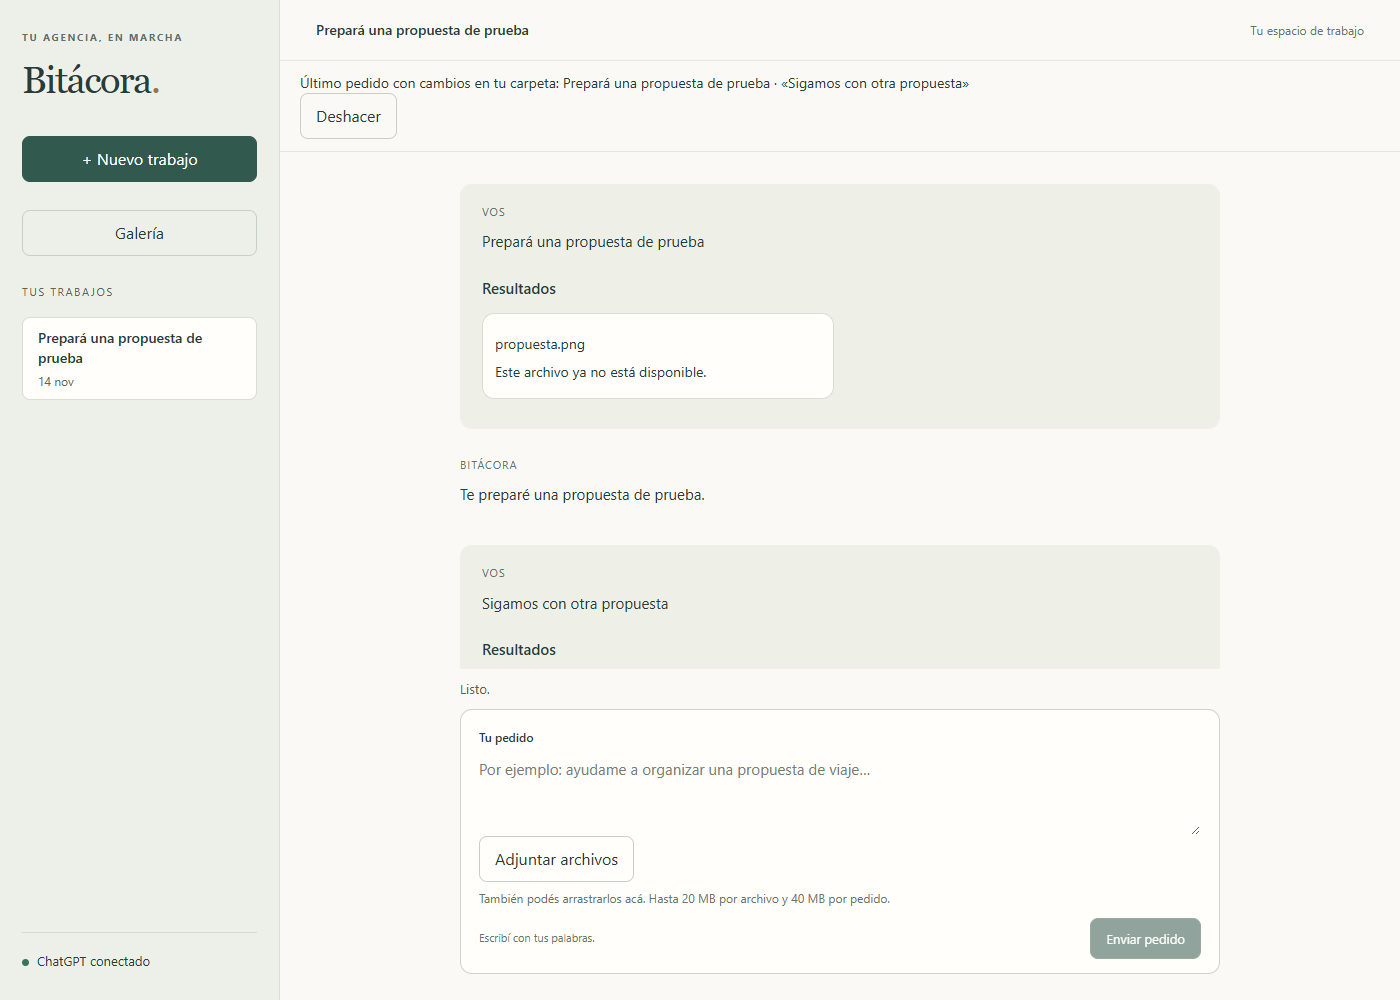 TU AGENCIA, EN MARCHA
Bitácora.
+ Nuevo trabajo
Galería
TUS TRABAJOS
Prepará una propuesta de
prueba
14 nov
ChatGPT conectado
Prepará una propuesta de prueba
Tu espacio de trabajo
Último pedido con cambios en tu carpeta: Prepará una propuesta de prueba · «Sigamos con otra propuesta»
Deshacer
VOS
Prepará una propuesta de prueba
Resultados
propuesta.png
Este archivo ya no está disponible.
BITÁCORA
Te preparé una propuesta de prueba.
VOS
Sigamos con otra propuesta
Resultados
Listo.
Tu pedido
Por ejemplo: ayudame a organizar una propuesta de viaje...
Adjuntar archivos
También podés arrastrarlos acá. Hasta 20 MB por archivo y 40 MB por pedido.
Escribí con tus palabras.
Enviar pedido